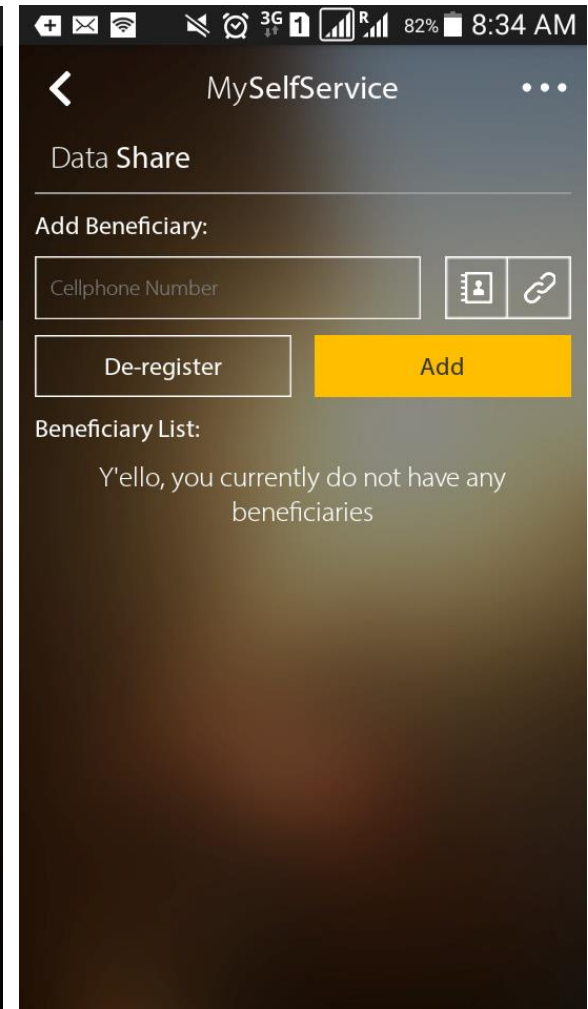 3G 1 R 82% 8:34 AM
MySelfService
Data Share
Add Beneficiary:
Cellphone Number
De-register Add
Beneficiary List:
Y'ello, you currently do not have any
beneficiaries